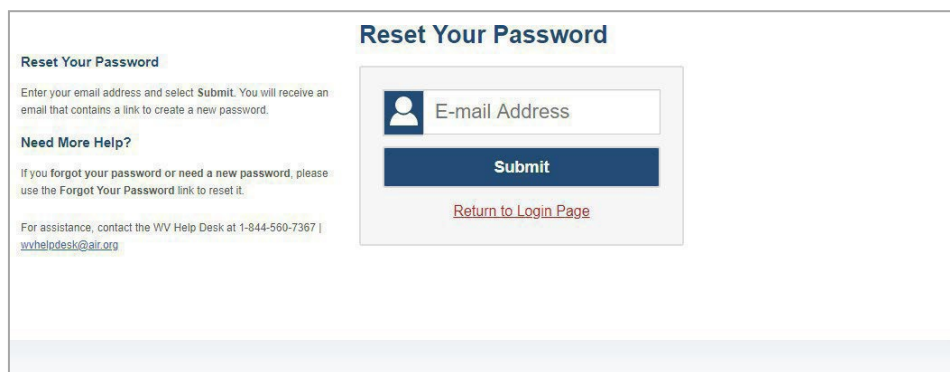 Reset Your Password
Reset Your Password
Enter your email address and select Submit. You will receive an
email that contains a link to create a new password.
Need More Help?
If you forgot your password or need a new password, please
use the Forgot Your Password link to reset it.
For assistance, contact the WV Help Desk at 1-844-560-7367 |
wvhelpdesk@air.org
E-mail Address
Submit
Return to Login Page